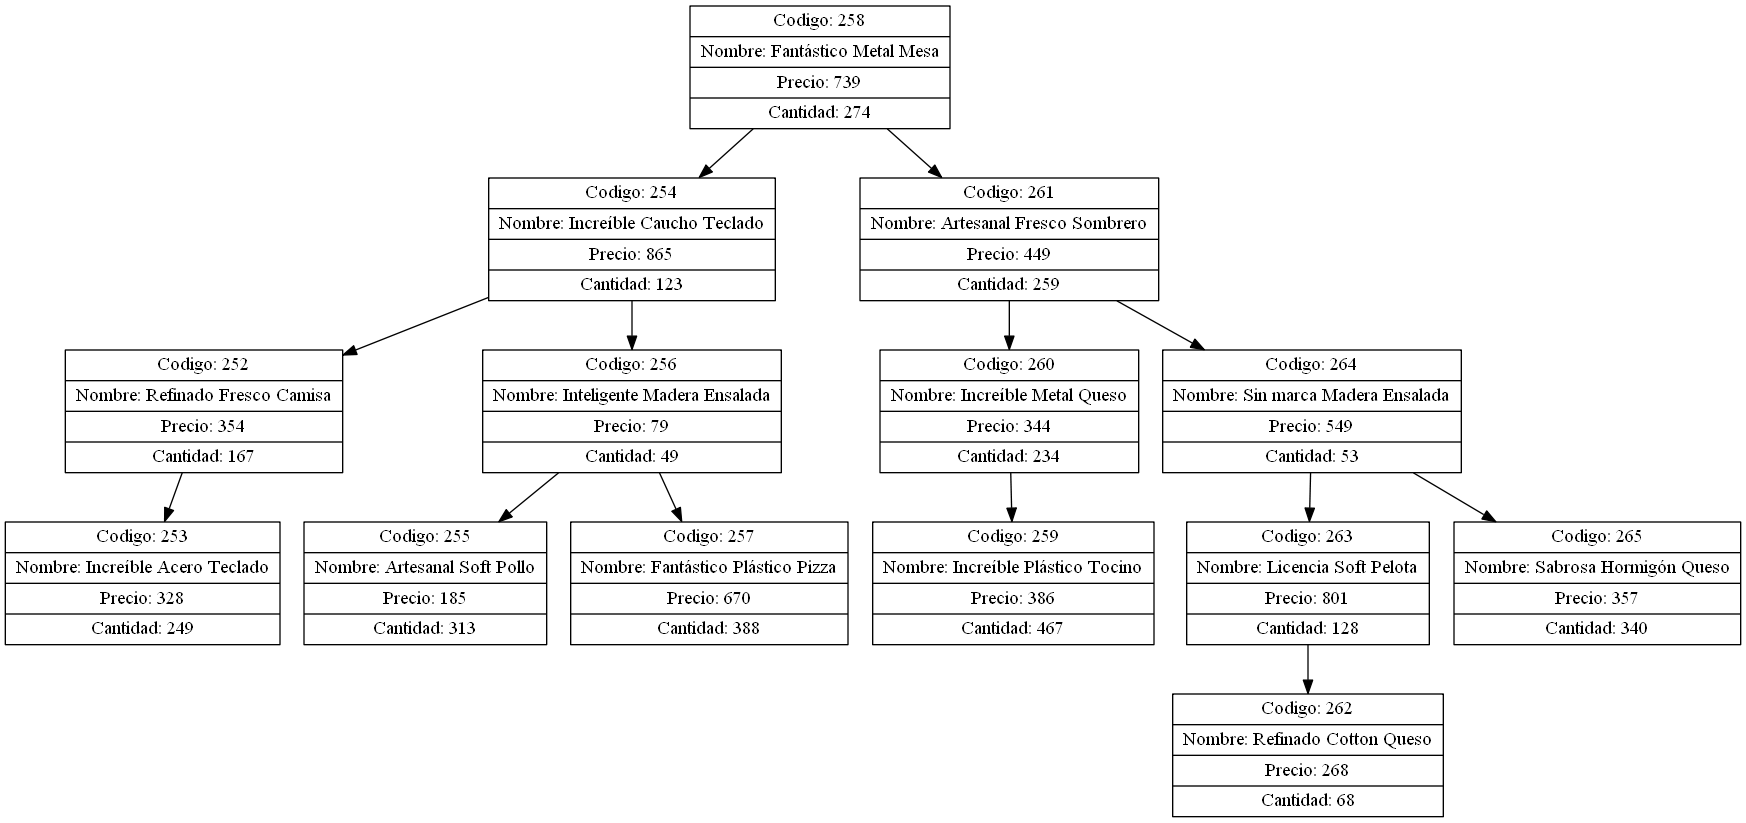 Codigo: 258
Nombre: Fantástico Metal Mesa
Precio: 739
Cantidad: 274
Codigo: 254
Nombre: Increíble Caucho Teclado
Precio: 865
Cantidad: 123
Codigo: 261
Nombre: Artesanal Fresco Sombrero
Precio: 449
Cantidad: 259
Codigo: 252
Nombre: Refinado Fresco Camisa
Precio: 354
Cantidad: 167
Codigo: 256
Nombre: Inteligente Madera Ensalada
Precio: 79
Cantidad: 49
Codigo: 260
Nombre: Increíble Metal Queso
Precio: 344
Cantidad: 234
Codigo: 264
Nombre: Sin marca Madera Ensalada
Precio: 549
Cantidad: 53
Codigo: 253
Nombre: Increíble Acero Teclado
Precio: 328
Cantidad: 249
Codigo: 255
Nombre: Artesanal Soft Pollo
Precio: 185
Cantidad: 313
Codigo: 257
Nombre: Fantástico Plástico Pizza
Precio: 670
Cantidad: 388
Codigo: 259
Nombre: Increíble Plástico Tocino
Precio: 386
Cantidad: 467
Codigo: 263
Nombre: Licencia Soft Pelota
Precio: 801
Cantidad: 128
Codigo: 265
Nombre: Sabrosa Hormigón Queso
Precio: 357
Cantidad: 340
Codigo: 262
Nombre: Refinado Cotton Queso
Precio: 268
Cantidad: 68